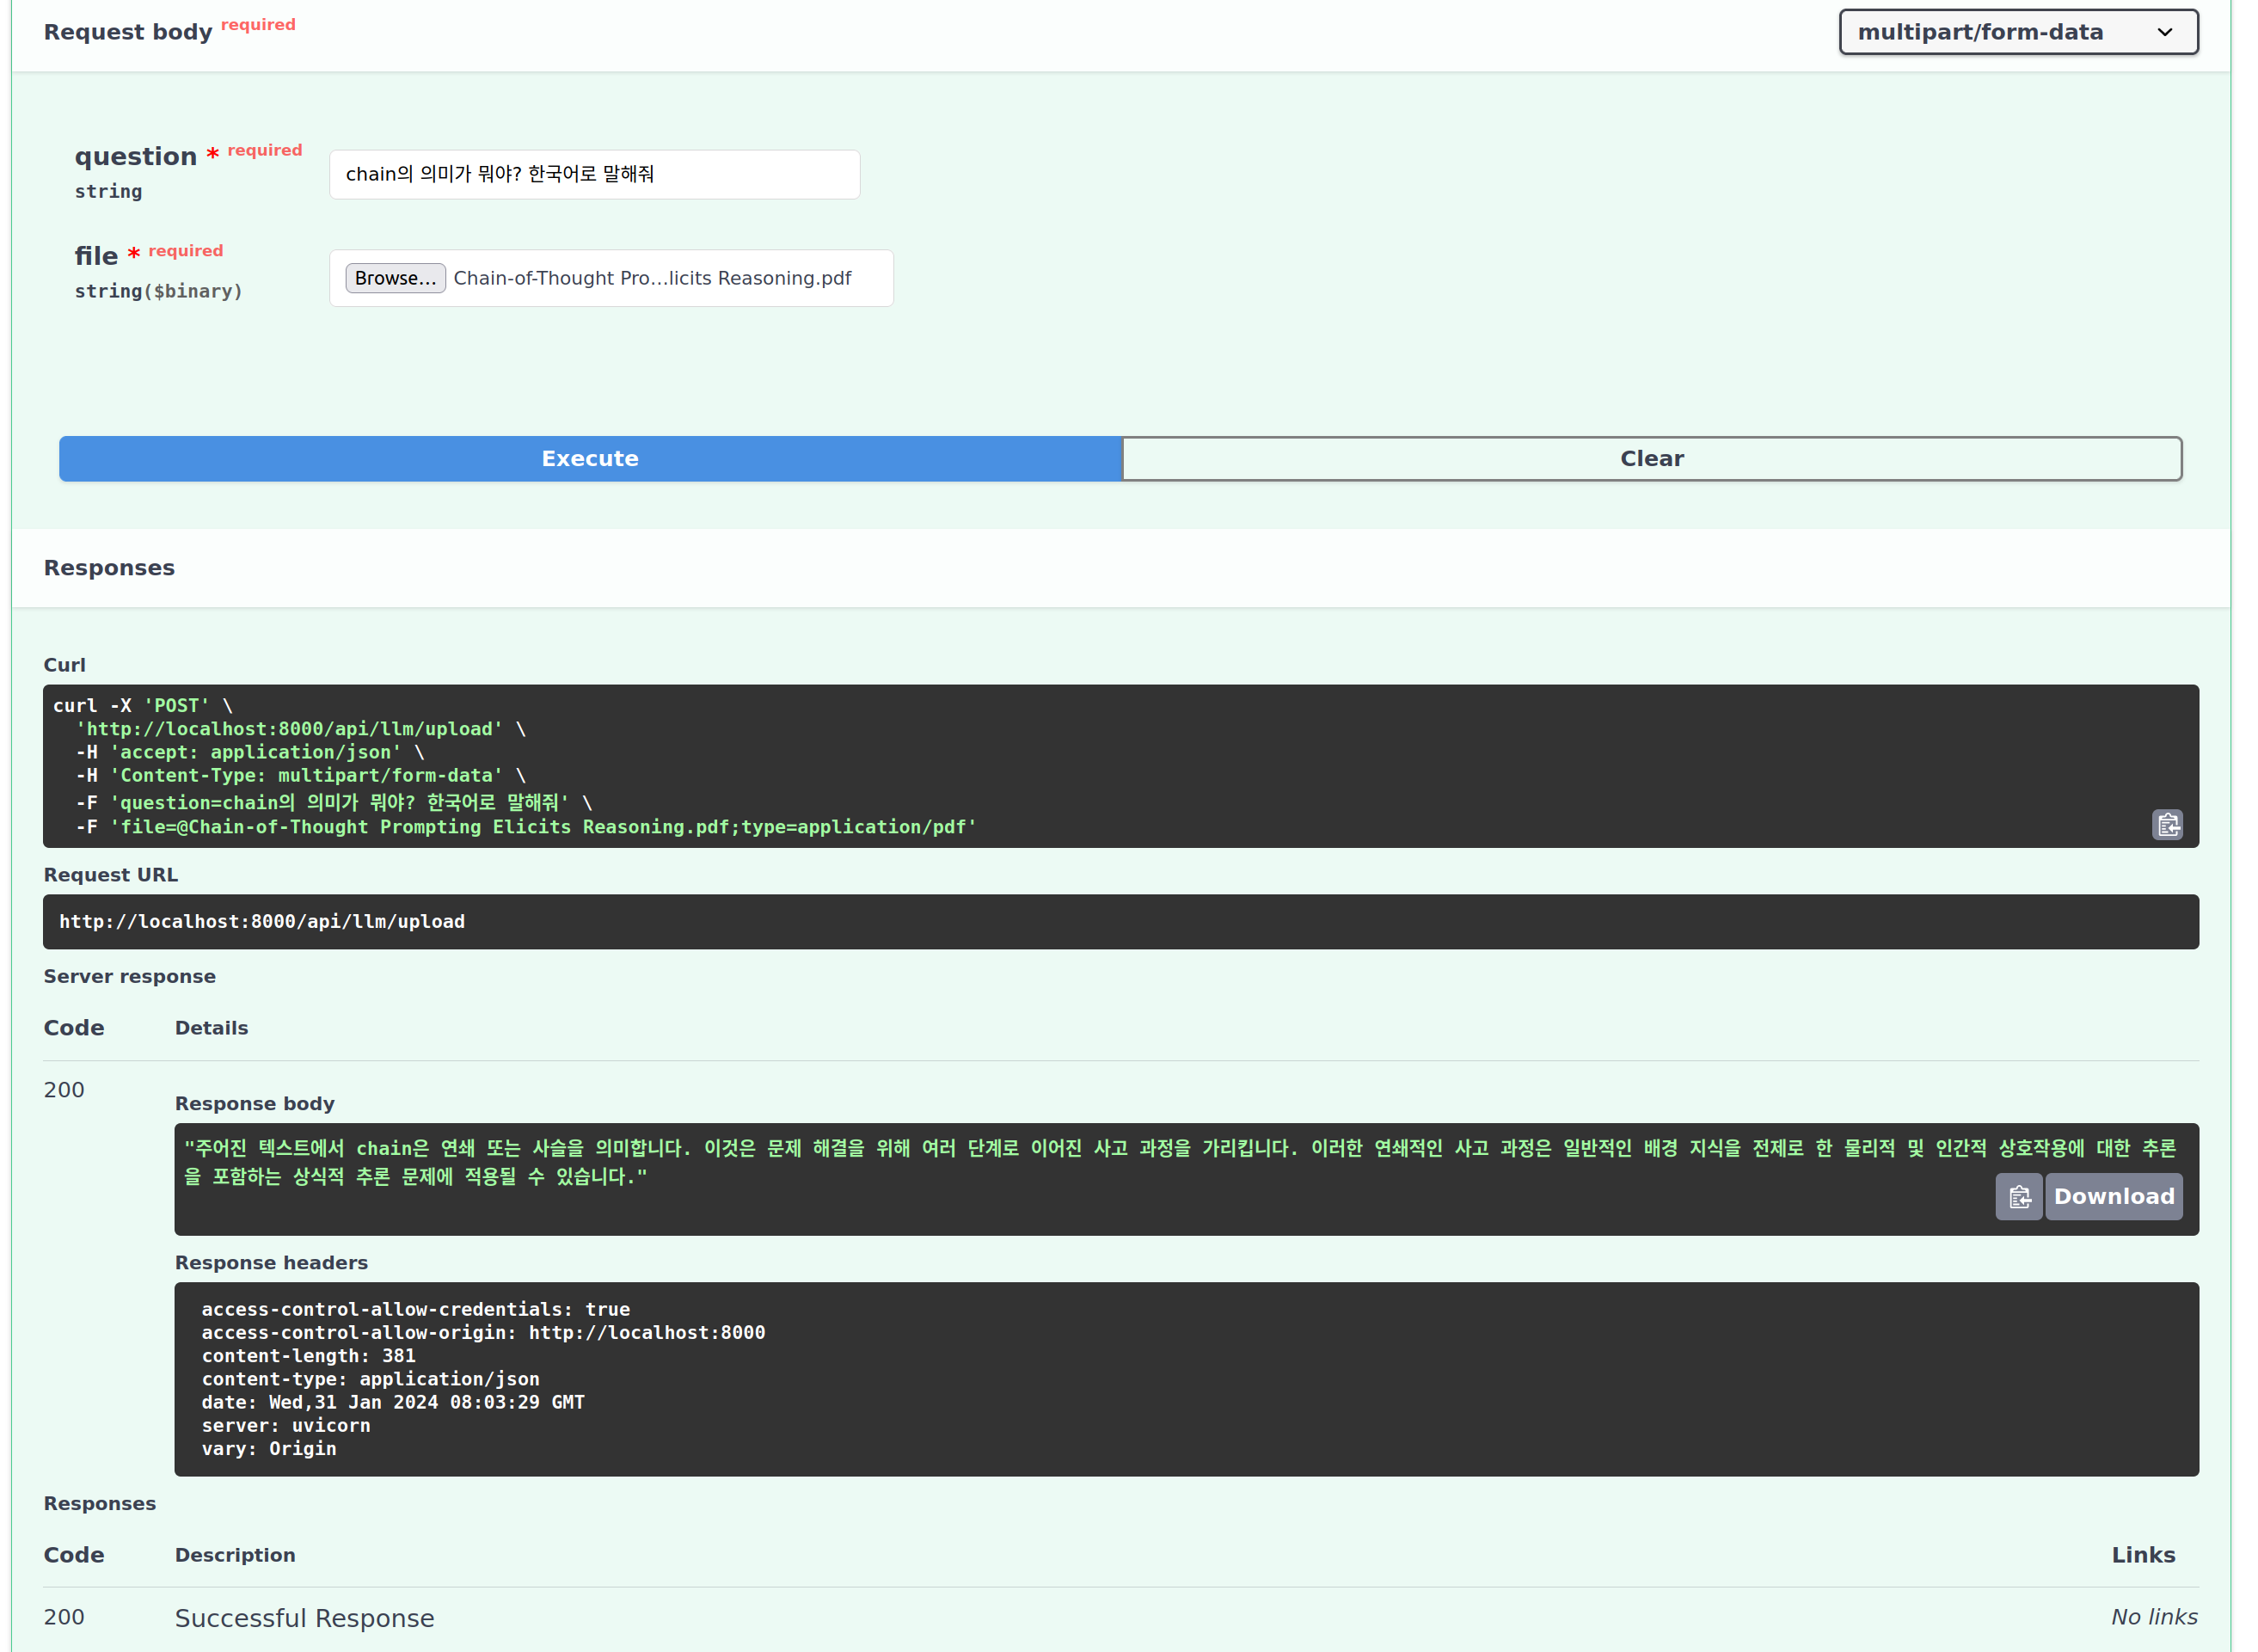 Request body required
multipart/form-data
question * required
string
chain의 의미가 뭐야? 한국어로 말해줘
file * required
string($binary)
Browse... Chain-of-Thought Pro...licits Reasoning.pdf
Execute
Clear
Responses
Curl
curl -X 'POST' \
'http://localhost:8000/api/llm/upload' \
-H 'accept: application/json' \
-H 'Content-Type: multipart/form-data' \
-F 'question=chain의 의미가 뭐야? 한국어로 말해줘' \
-F 'file=@Chain-of-Thought Prompting Elicits Reasoning.pdf;type=application/pdf'
Request URL
http://localhost:8000/api/llm/upload
Server response
Code Details
200
Response body
"주어진 텍스트에서 chain은 연쇄 또는 사슬을 의미합니다. 이것은 문제 해결을 위해 여러 단계로 이어진 사고 과정을 가리킵니다. 이러한 연쇄적인 사고 과정은 일반적인 배경 지식을 전제로 한 물리적 및 인간적 상호작용에 대한 추론
을 포함하는 상식적 추론 문제에 적용될 수 있습니다."
Download
Response headers
access-control-allow-credentials: true
access-control-allow-origin: http://localhost:8000
content-length: 381
content-type: application/json
date: Wed,31 Jan 2024 08:03:29 GMT
server: uvicorn
vary: Origin
Responses
Code Description Links
200 Successful Response No links